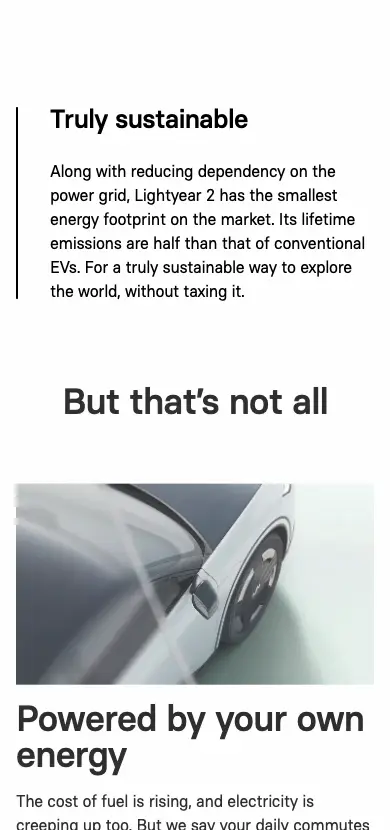 Truly sustainable
Along with reducing dependency on the
power grid, Lightyear 2 has the smallest
energy footprint on the market. Its lifetime
emissions are half than that of conventional
EVs. For a truly sustainable way to explore
the world, without taxing it.
But that's not all
Powered by your own
energy
The cost of fuel is rising, and electricity is
creeping up too. But we say your daily commutes